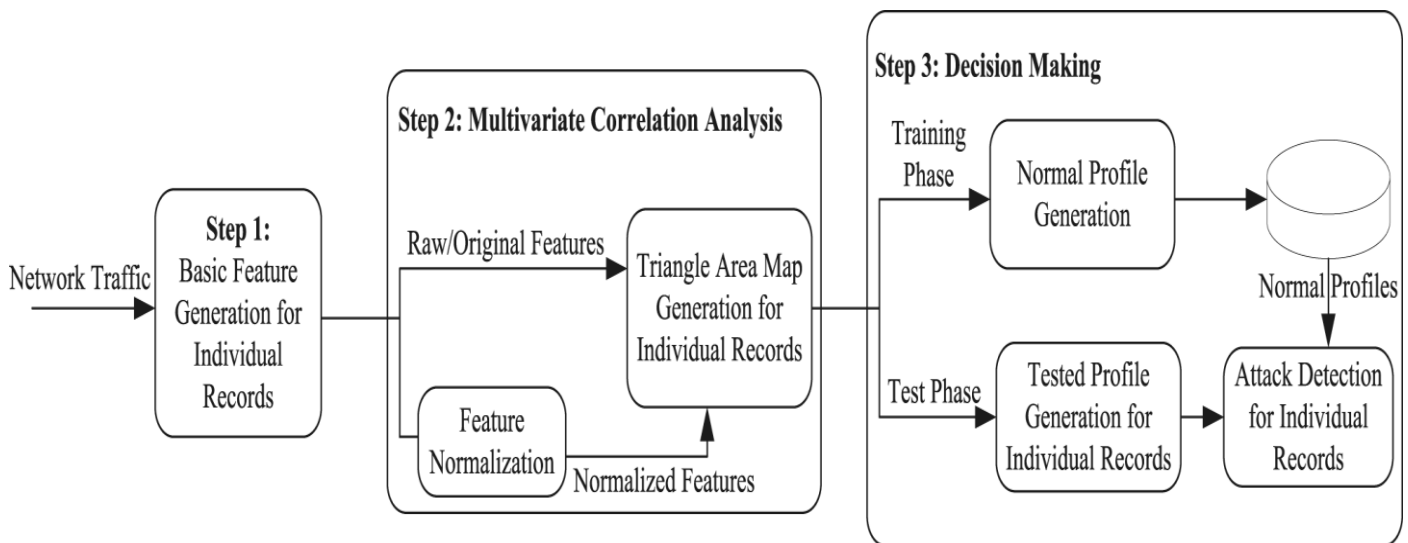 Network Traffic
Step 1:
Basic Feature
Generation for
Individual
Records
Step 2: Multivariate Correlation Analysis
Raw/Original Features
Triangle Area Map
Generation for
Individual Records
Feature
Normalization
Normalized Features
Step 3: Decision Making
Training
Phase
Normal Profile
Generation
Normal Profiles
Test Phase
Tested Profile
Generation for
Individual Records
Attack Detection
for Individual
Records